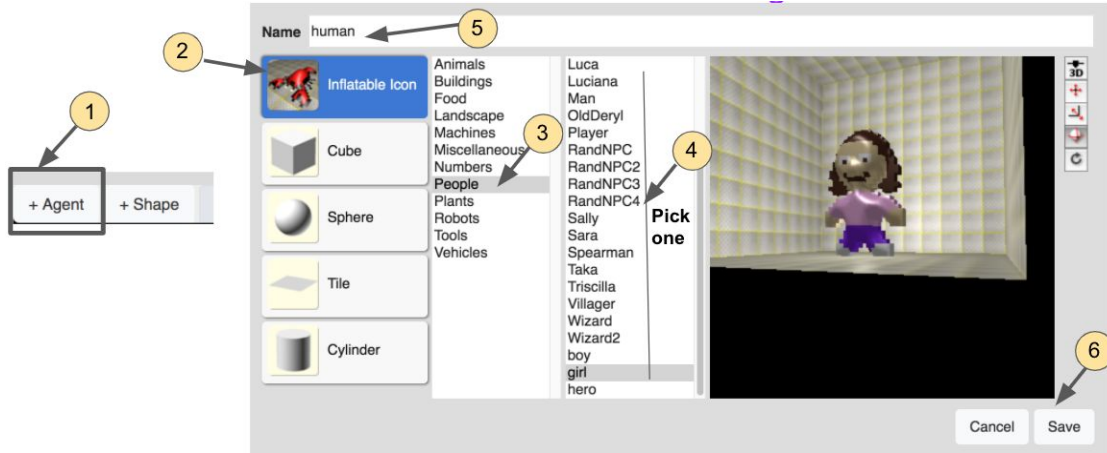 1
+ Agent
+ Shape
Name human
5
2
Inflatable Icon
Cube
Sphere
Tile
Cylinder
Animals
Buildings
Food
Landscape
Machines
Miscellaneous
Numbers
People
Plants
Robots
Tools
Vehicles
3
Luca
Luciana
Man
OldDeryl
Player
RandNPC
RandNPC2
RandNPC3
RandNPC4
Sally
Sara
Spearman
Taka
Triscilla
Villager
Wizard
Wizard2
boy
girl
hero
4
Pick
one
3D
6
Cancel
Save